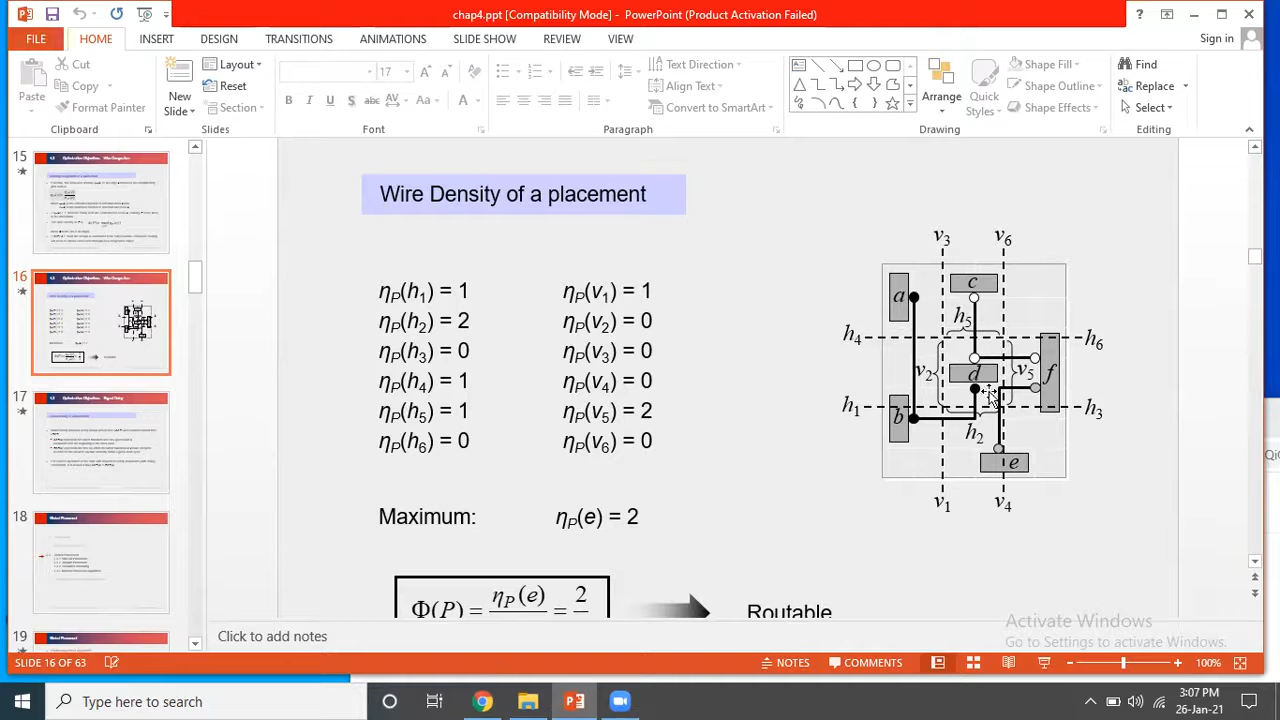 chap4.ppt [Compatibility Mode] - PowerPoint (Product Activation Failed)
FILE HOME INSERT DESIGN TRANSITIONS ANIMATIONS SLIDE SHOW REVIEW VIEW Sign in
Paste
Cut
Copy
Format Painter
Clipboard
New Slide
Layout
Reset
Section
Slides
17
B I U S abc AV Aa A
Font
Text Direction
Align Text
Convert to SmartArt
Paragraph
Arrange
Quick Styles
Shape Fill
Shape Outline
Shape Effects
Drawing
Find
Replace
Select
Editing
15
16
17
18
19
Wire Density of a placement
ηP(h1) = 1 ηP(v1) = 1
ηP(h2) = 2 ηP(v2) = 0
ηP(h3) = 0 ηP(v3) = 0
ηP(h4) = 1 ηP(v4) = 0
ηP(h5) = 1 ηP(v5) = 2
ηP(h6) = 0 ηP(v6) = 0
Maximum: ηP(e) = 2
Φ(P) = ηP(e) = 2
Routable
v3 v6
a c
h5
h4 h6
v2 d v5 f
h1 b h3
h2
e
v1 v4
Activate Windows
Go to Settings to activate Windows.
Click to add notes
SLIDE 16 OF 63 NOTES COMMENTS 100%
Type here to search
3:07 PM
26-Jan-21